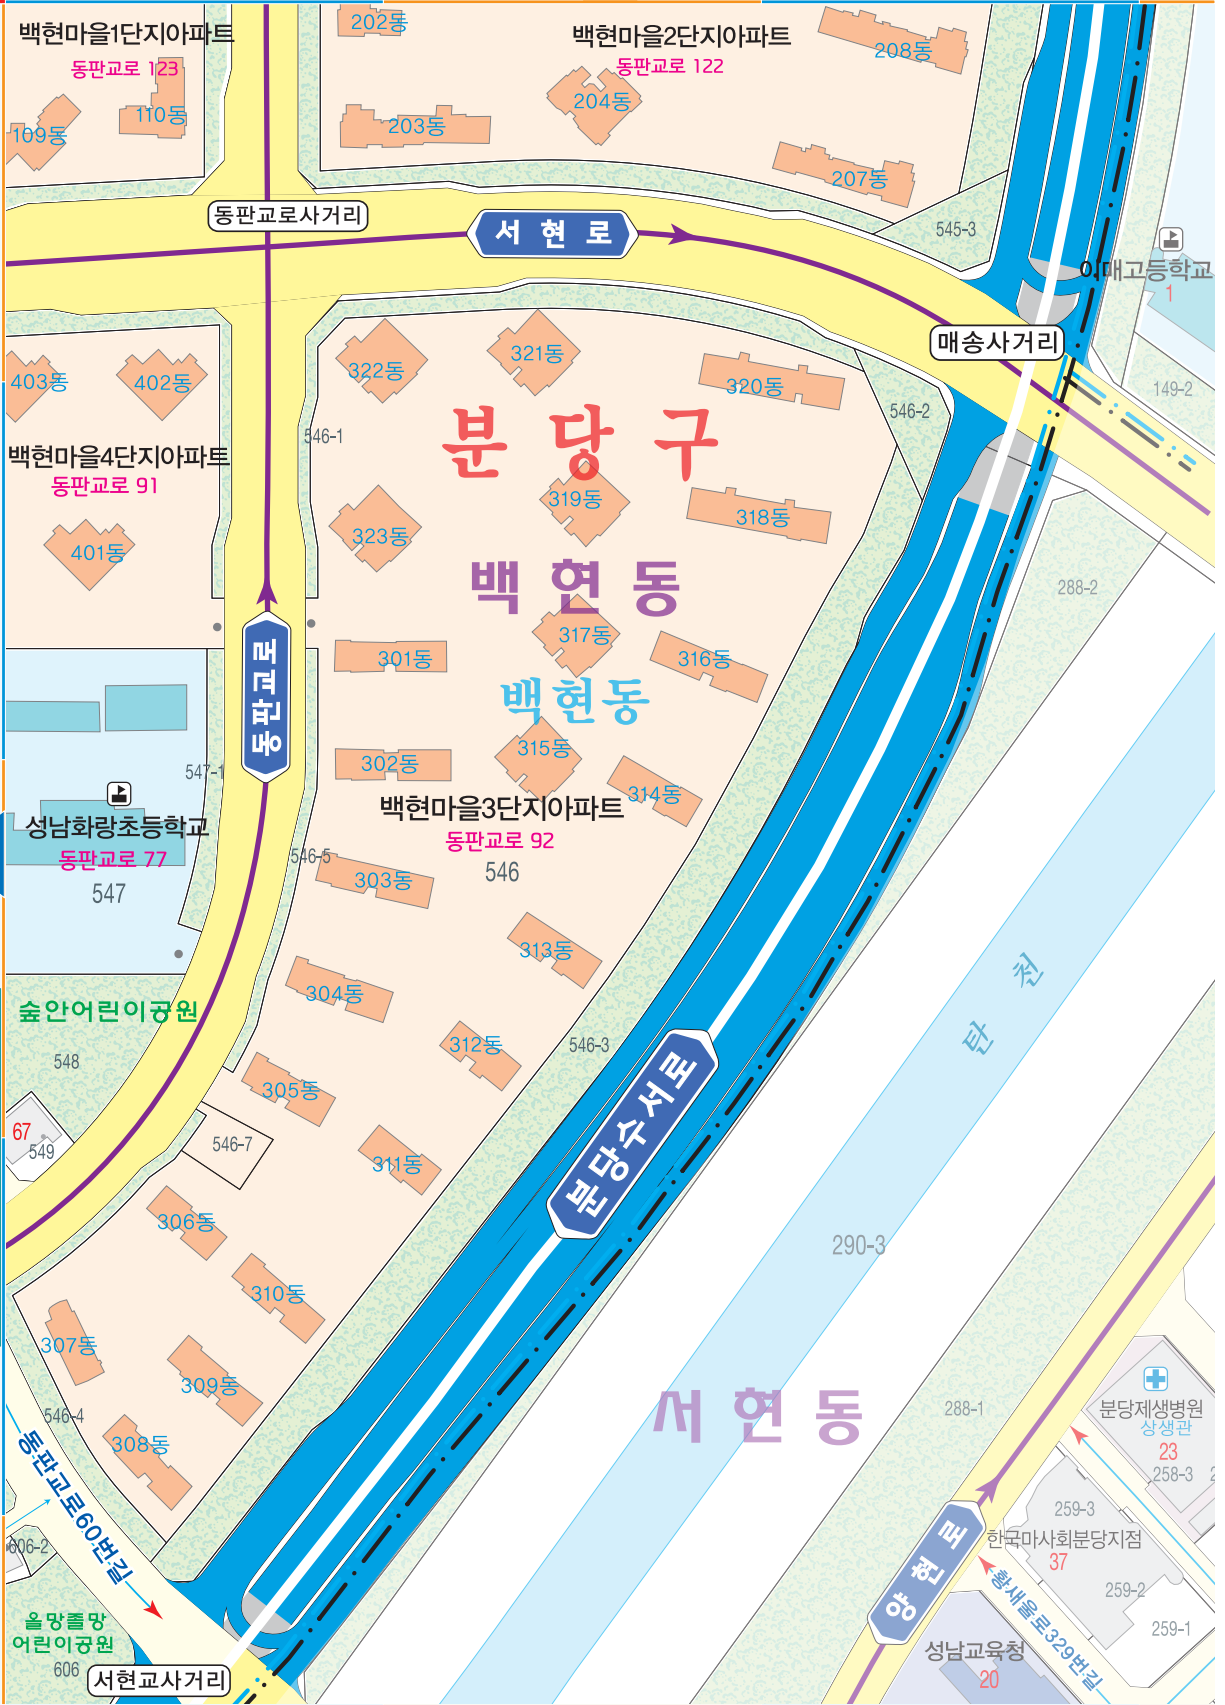 백현마을1단지아파트
동판교로 123
202동
백현마을2단지아파트
동판교로 122
208동
109동
110동
203동
204동
207동
동판교로사거리
서 현 로
545-3
이매고등학교
1
매송사거리
403동
402동
322동
321동
320동
149-2
546-2
546-1
분 당 구
백현마을4단지아파트
동판교로 91
401동
319동
318동
323동
백 현 동
288-2
317동
301동
316동
백현동
동판교로
315동
302동
314동
547-1
성남화랑초등학교
동판교로 77
547
백현마을3단지아파트
동판교로 92
546
546-5
303동
313동
304동
탄 천
숲안어린이공원
548
312동
546-3
305동
분당수서로
67
549
546-7
311동
306동
290-3
310동
307동
309동
546-4
308동
서 현 동
288-1
분당제생병원
상생관
23
258-3
동판교로60번길
606-2
259-3
한국마사회분당지점
37
259-2
259-1
양 현 로
황새울로329번길
올망졸망
어린이공원
606
서현교사거리
성남교육청
20